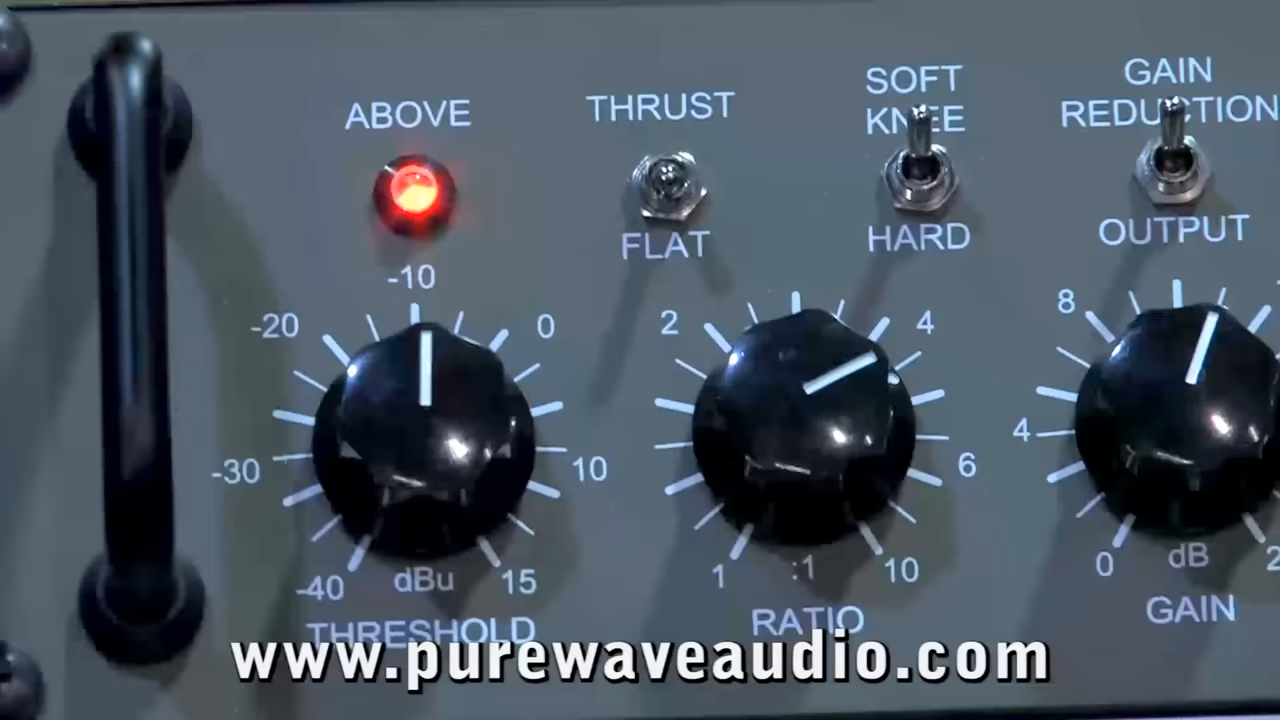 ABOVE
THRUST
FLAT
SOFT
KNEE
HARD
GAIN
REDUCTION
OUTPUT
-40
-30
-20
-10
0
10
15
dBu
THRESHOLD
1
2
4
6
10
:1
RATIO
0
4
8
dB
GAIN
www.purewaveaudio.com